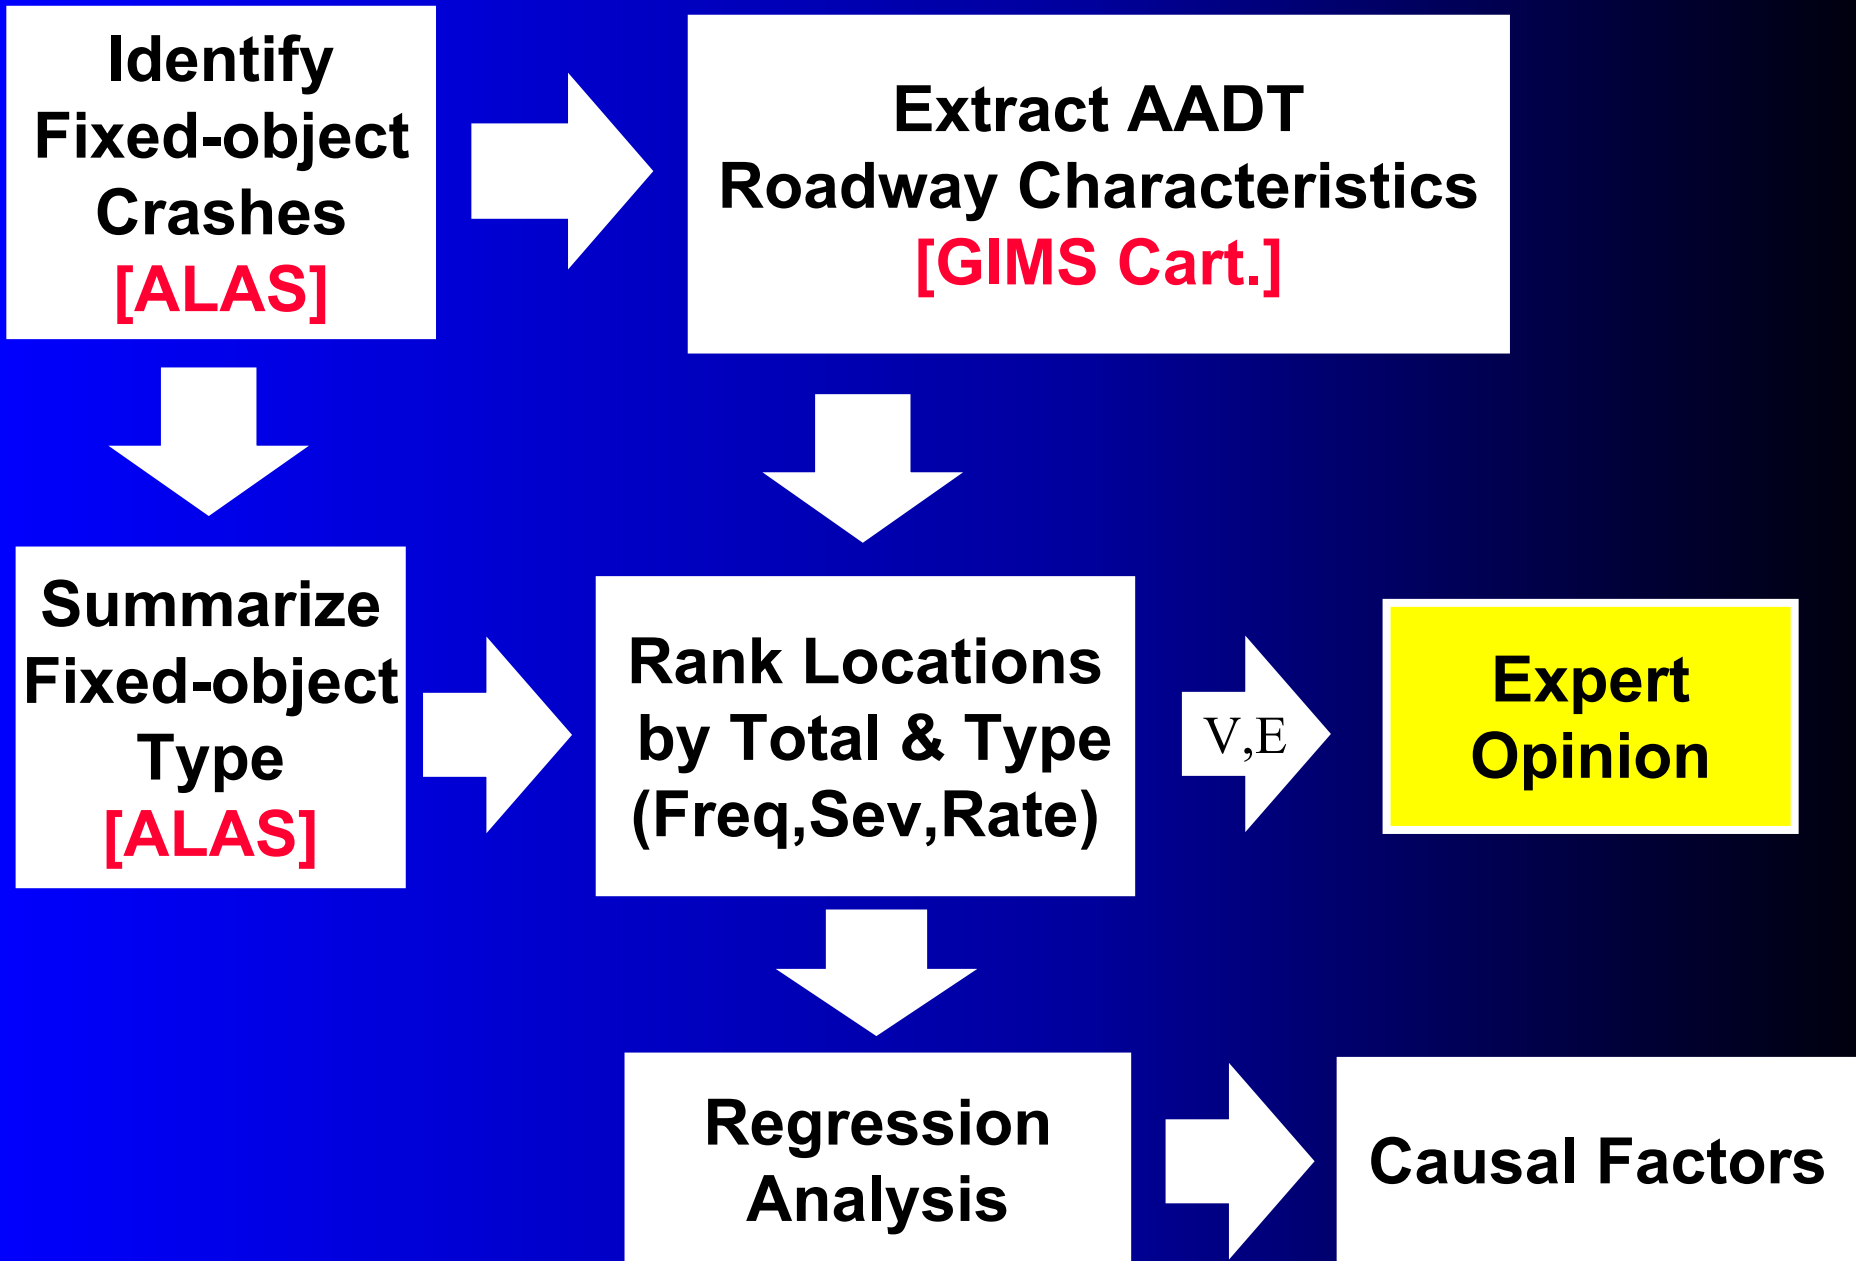 Identify
Fixed-object
Crashes
[ALAS]
Extract AADT
Roadway Characteristics
[GIMS Cart.]
Summarize
Fixed-object
Type
[ALAS]
Rank Locations
by Total & Type
(Freq,Sev,Rate)
V,E
Expert
Opinion
Regression
Analysis
Causal Factors